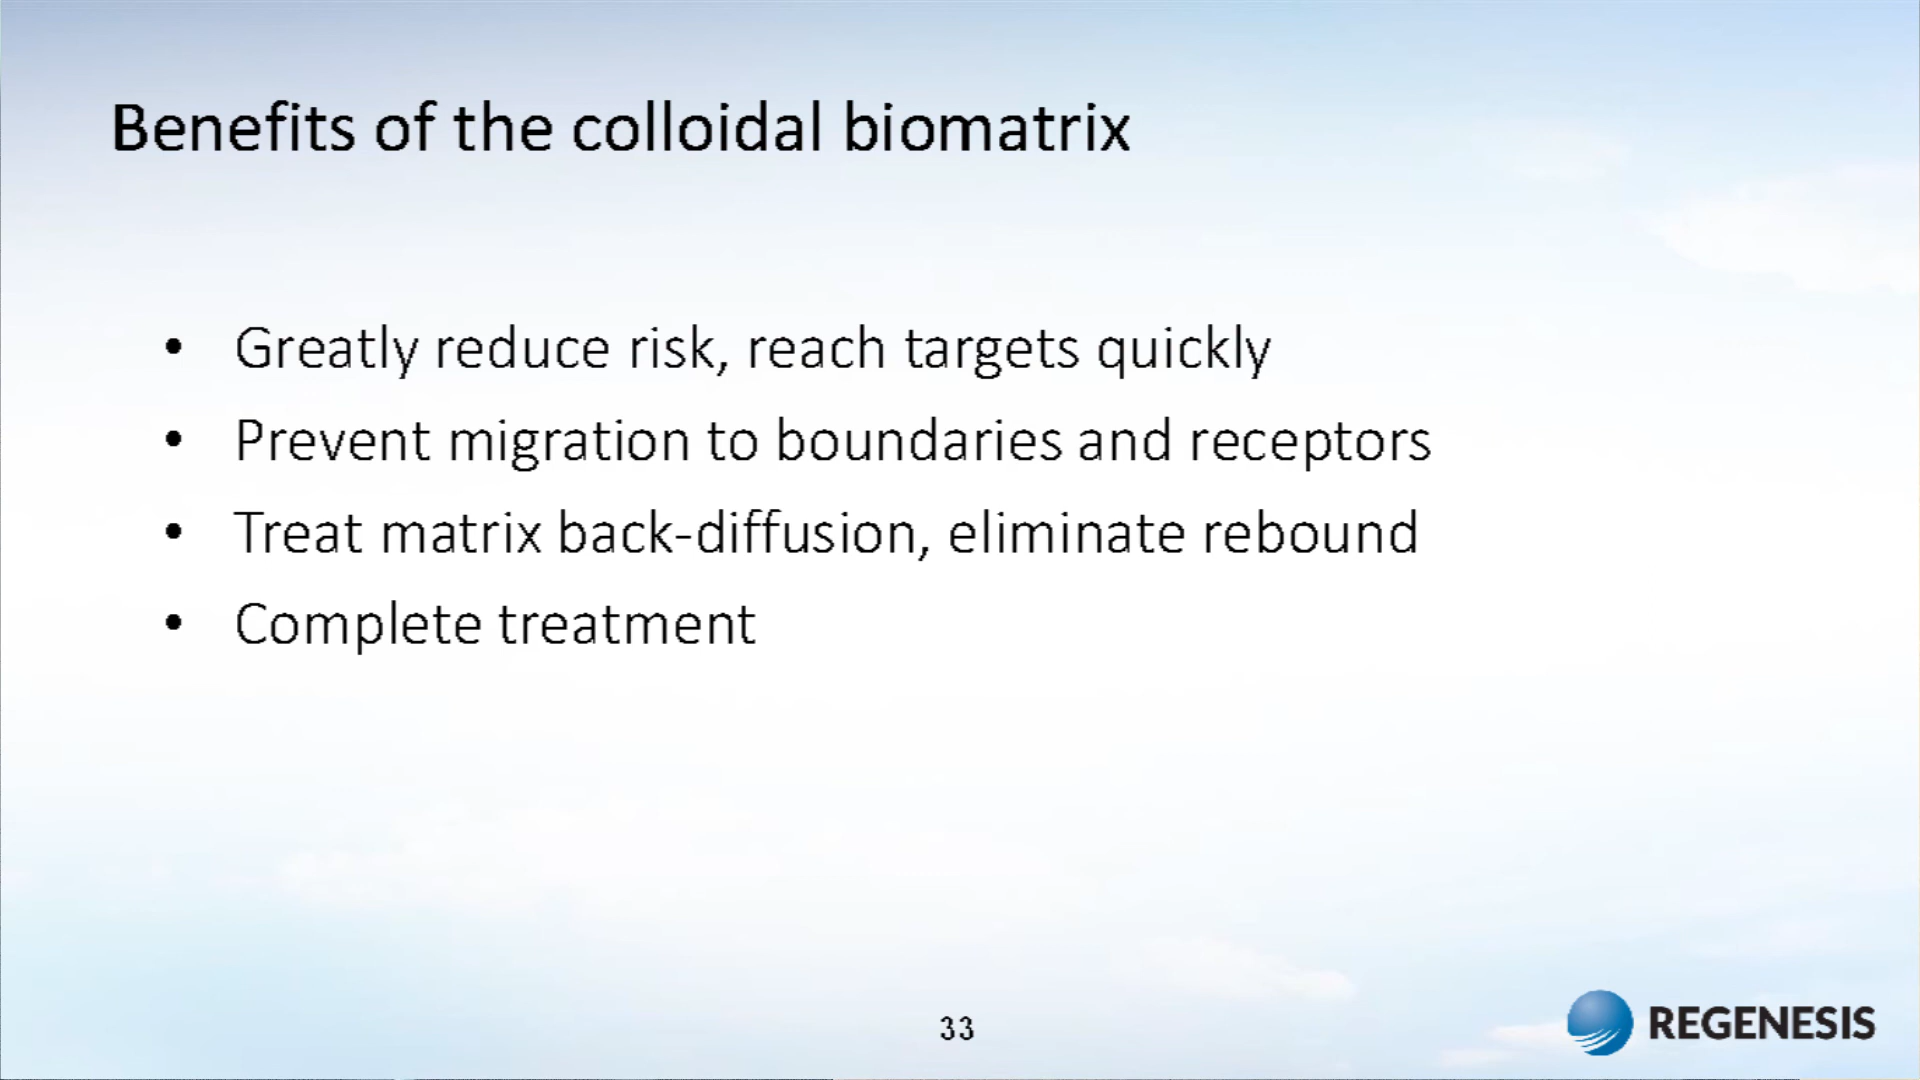 Benefits of the colloidal biomatrix
• Greatly reduce risk, reach targets quickly
• Prevent migration to boundaries and receptors
• Treat matrix back-diffusion, eliminate rebound
• Complete treatment
33
REGENESIS